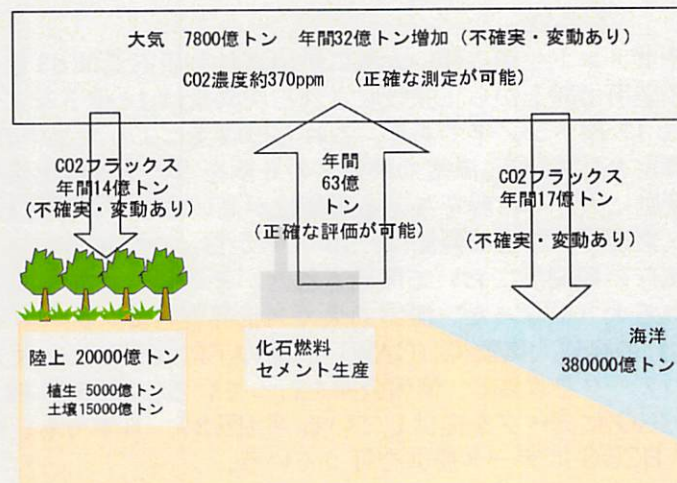 大気 7800億トン 年間32億トン増加（不確実・変動あり）
CO2濃度約370ppm （正確な測定が可能）
CO2フラックス
年間14億トン
（不確実・変動あり）
年間
63億
トン
（正確な評価が可能）
CO2フラックス
年間17億トン
（不確実・変動あり）
陸上 20000億トン
植生 5000億トン
土壌15000億トン
化石燃料
セメント生産
海洋
380000億トン